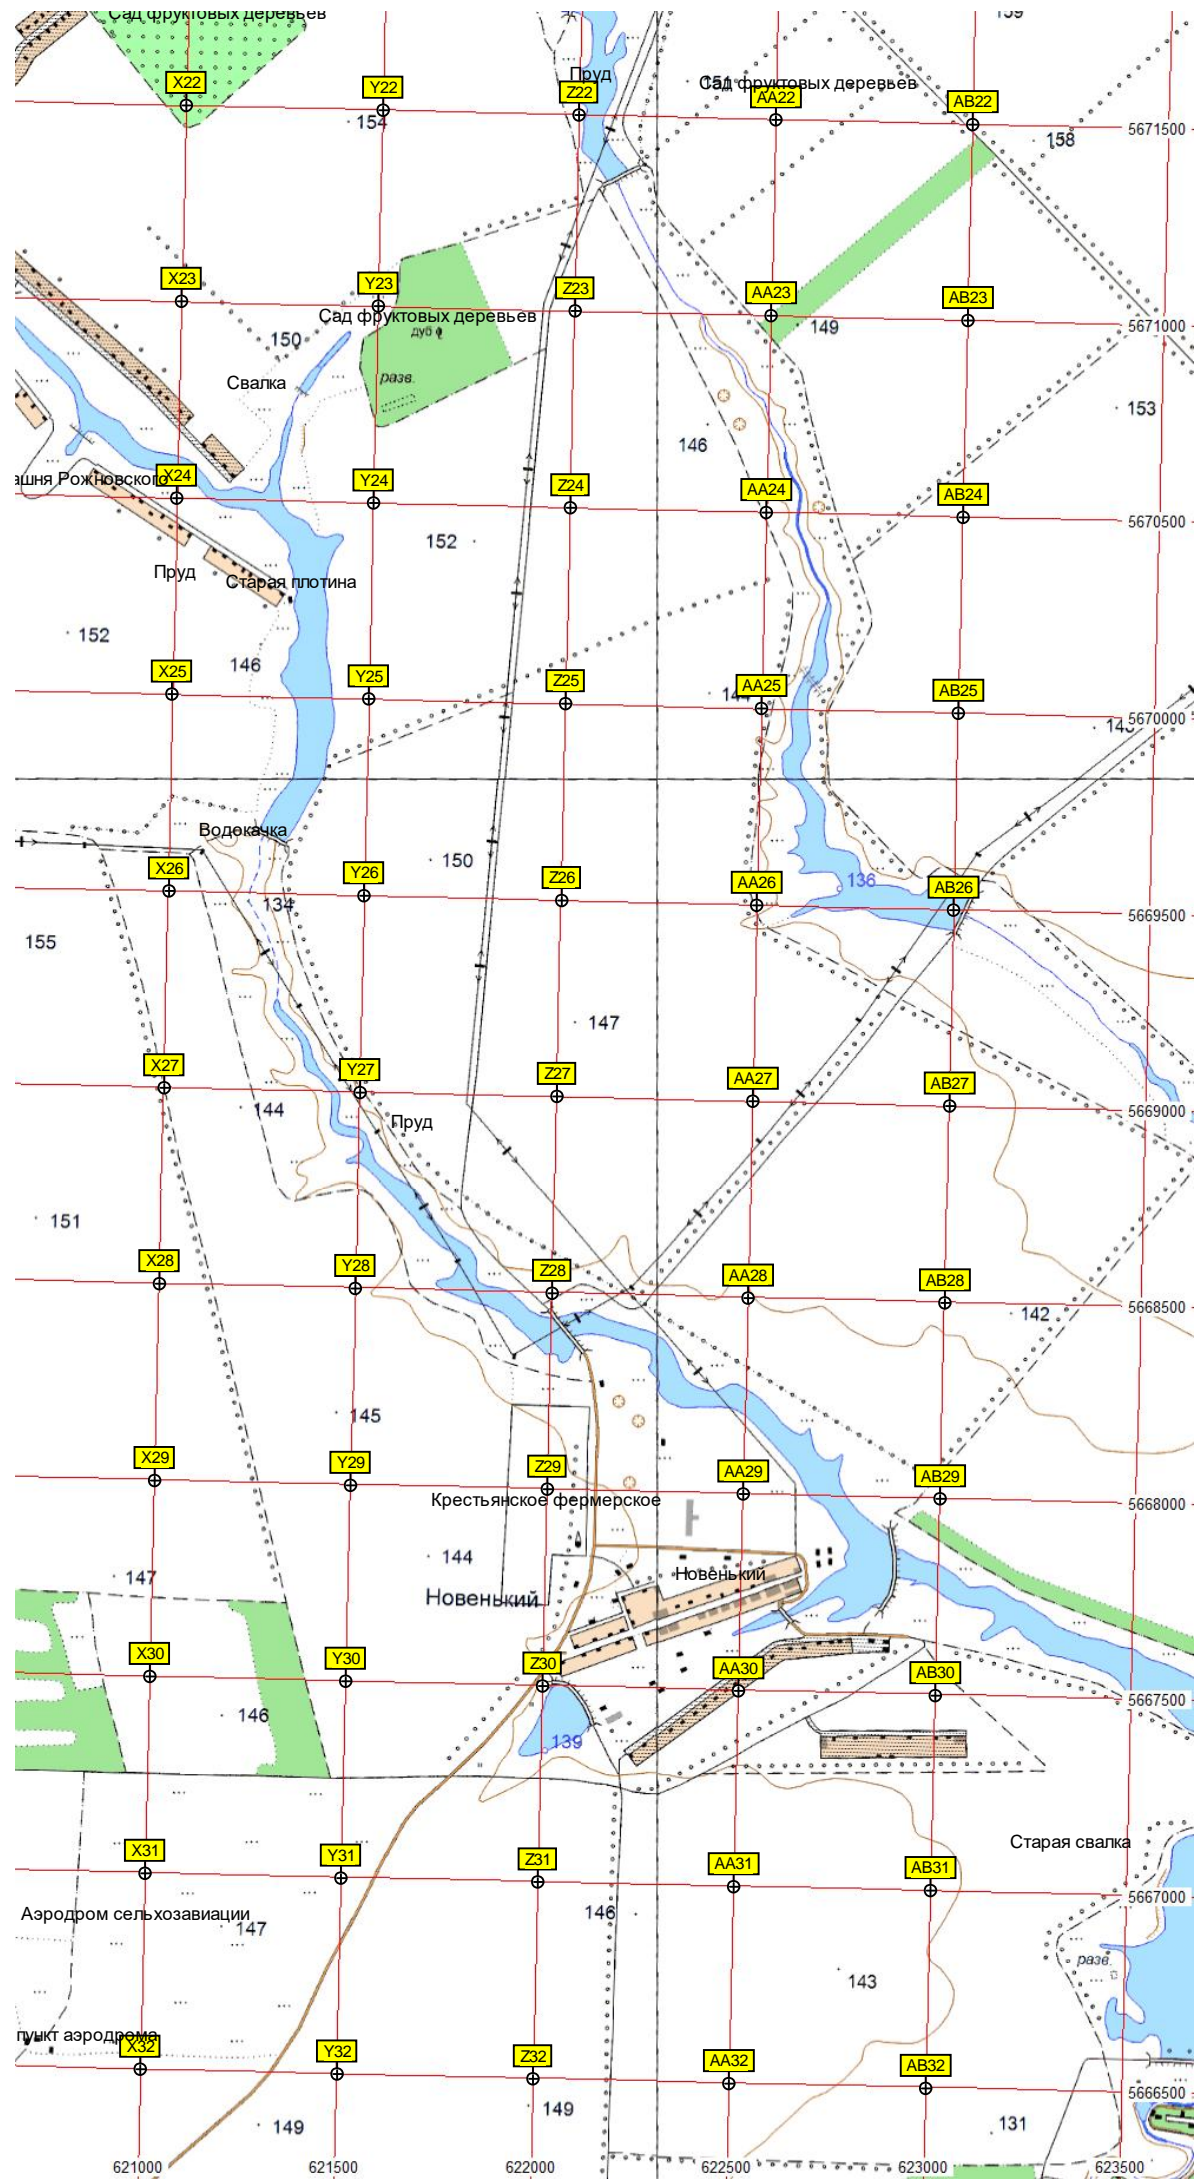 Сад фруктовых деревьев
159
Пруд
151
Сад фруктовых деревьев
X22
Y22
Z22
AA22
AB22
154
5671500
158
X23
Y23
Z23
AA23
AB23
Сад фруктовых деревьев
149
5671000
150
дуб
Свалка
разв.
153
146
ашня Рожновского
X24
Y24
Z24
AA24
AB24
5670500
152
Пруд
Старая плотина
152
146
X25
Y25
Z25
AA25
AB25
5670000
Водокачка
150
X26
Y26
Z26
AA26
136
AB26
134
5669500
155
147
X27
Y27
Z27
AA27
AB27
144
5669000
Пруд
151
X28
Y28
Z28
AA28
AB28
5668500
142
145
X29
Y29
Z29
AA29
AB29
Крестьянское фермерское
5668000
144
147
Новенький
Новенький
X30
Y30
Z30
AA30
AB30
5667500
146
139
Старая свалка
X31
Y31
Z31
AA31
AB31
5667000
Аэродром сельхозавиации
147
146
разв.
143
пункт аэродрома
X32
Y32
Z32
AA32
AB32
5666500
149
149
131
621000
621500
622000
622500
623000
623500